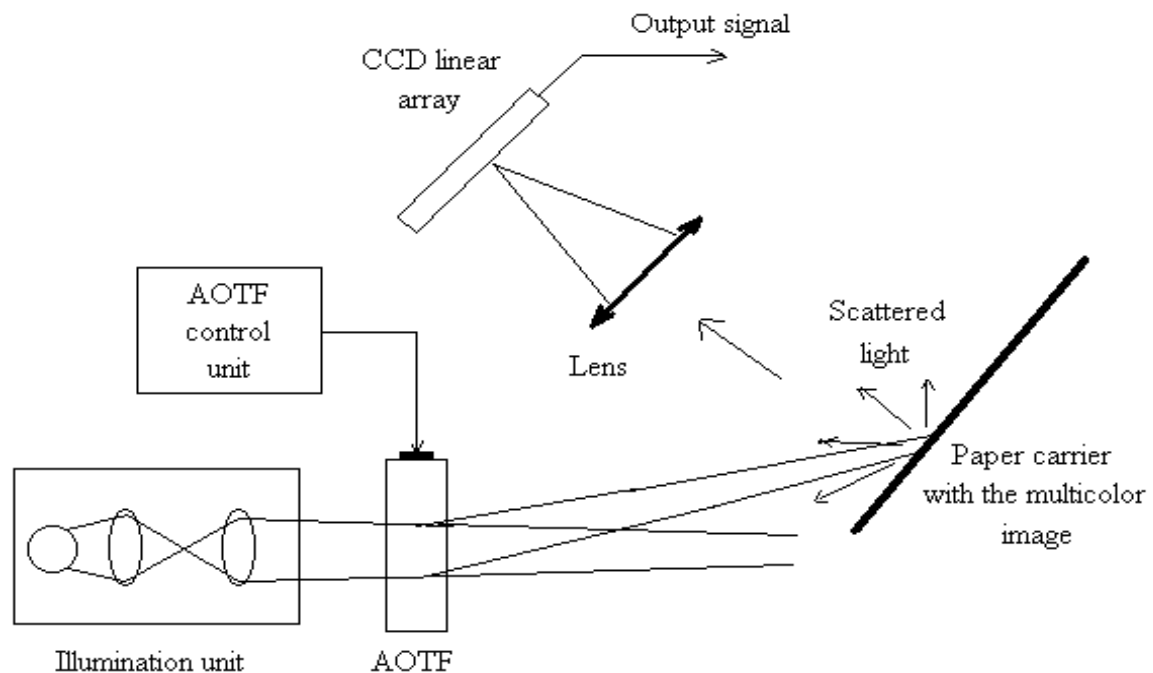 Output signal
CCD linear
array
AOTF
control
unit
Scattered
light
Lens
Paper carrier
with the multicolor
image
Illumination unit
AOTF